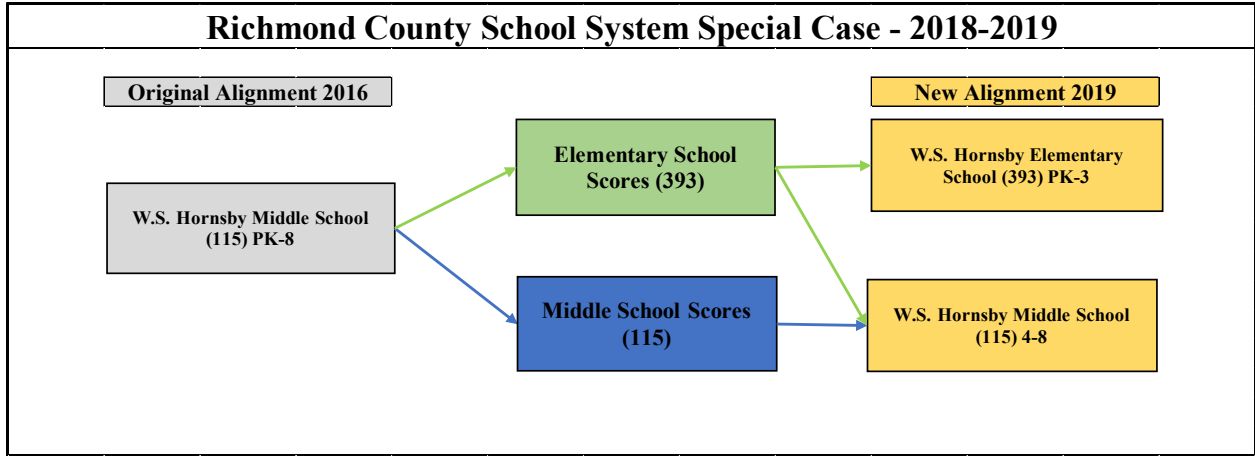 Richmond County School System Special Case - 2018-2019
Original Alignment 2016
New Alignment 2019
Elementary School
Scores (393)
W.S. Hornsby Elementary
School (393) PK-3
W.S. Hornsby Middle School
(115) PK-8
Middle School Scores
(115)
W.S. Hornsby Middle School
(115) 4-8